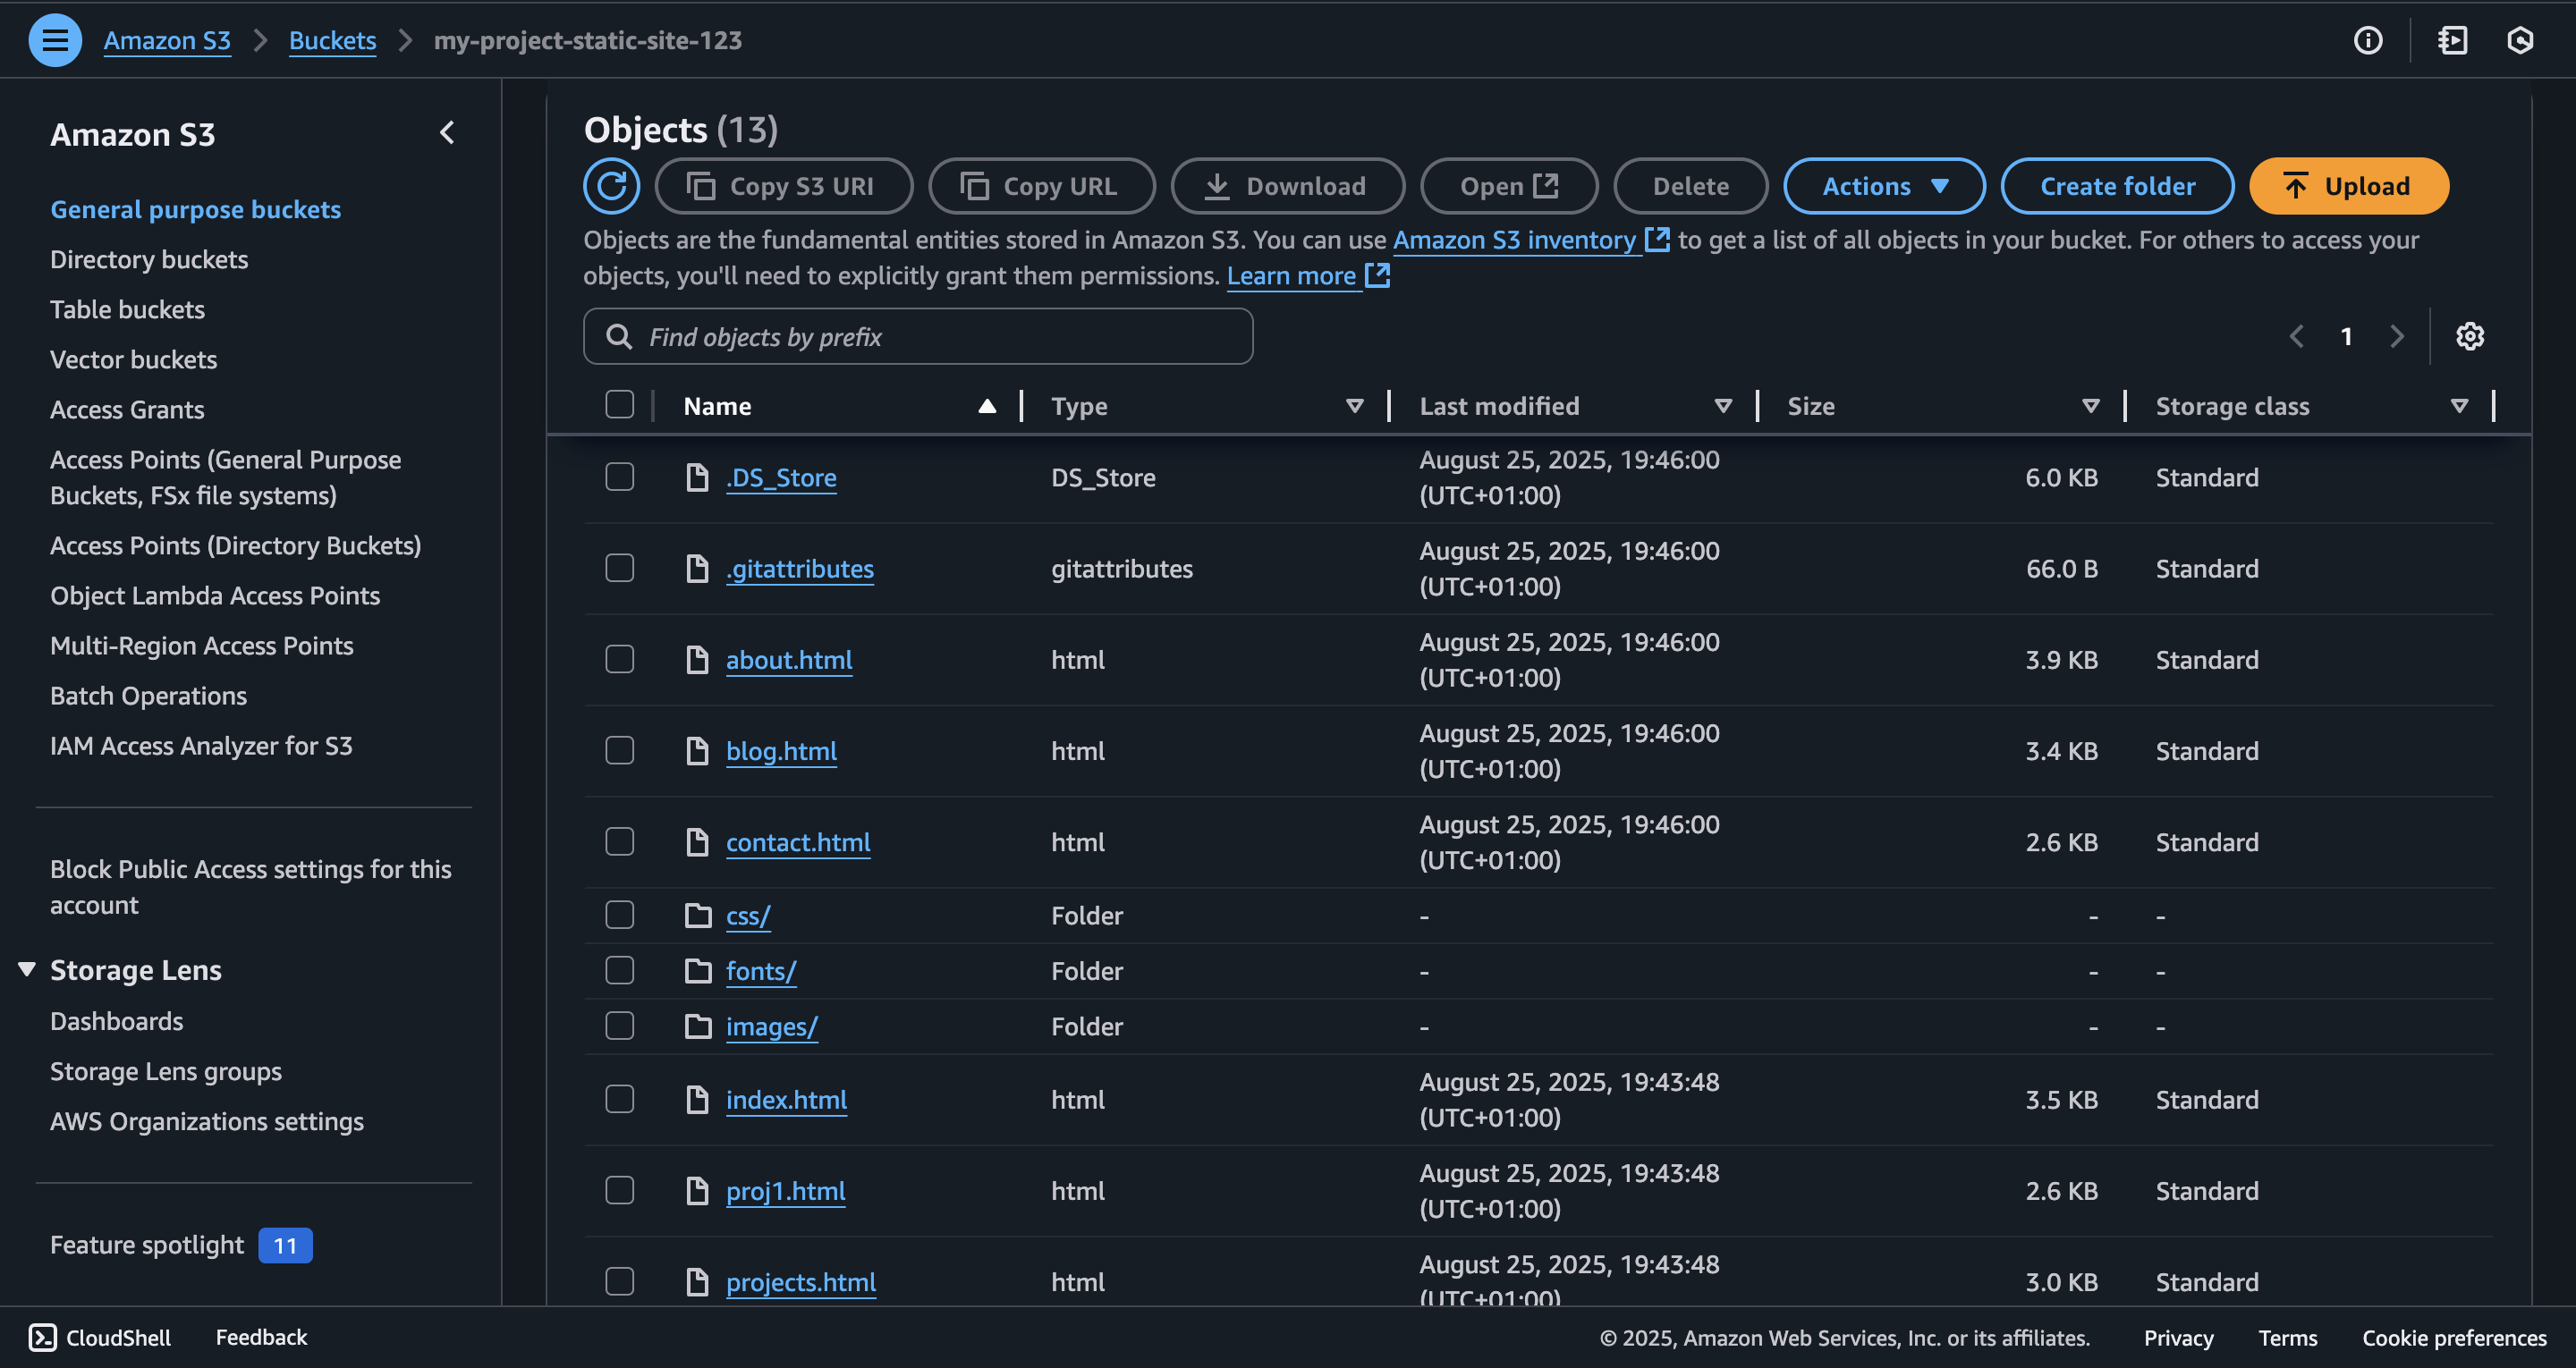 Amazon S3 > Buckets > my-project-static-site-123
Amazon S3
General purpose buckets
Directory buckets
Table buckets
Vector buckets
Access Grants
Access Points (General Purpose
Buckets, FSx file systems)
Access Points (Directory Buckets)
Object Lambda Access Points
Multi-Region Access Points
Batch Operations
IAM Access Analyzer for S3
Block Public Access settings for this
account
Storage Lens
Dashboards
Storage Lens groups
AWS Organizations settings
Feature spotlight 11
Objects (13)
Copy S3 URI Copy URL Download Open Delete Actions Create folder Upload
Objects are the fundamental entities stored in Amazon S3. You can use Amazon S3 inventory to get a list of all objects in your bucket. For others to access your
objects, you'll need to explicitly grant them permissions. Learn more
Find objects by prefix
1
Name Type Last modified Size Storage class
.DS_Store DS_Store August 25, 2025, 19:46:00 (UTC+01:00) 6.0 KB Standard
.gitattributes gitattributes August 25, 2025, 19:46:00 (UTC+01:00) 66.0 B Standard
about.html html August 25, 2025, 19:46:00 (UTC+01:00) 3.9 KB Standard
blog.html html August 25, 2025, 19:46:00 (UTC+01:00) 3.4 KB Standard
contact.html html August 25, 2025, 19:46:00 (UTC+01:00) 2.6 KB Standard
css/ Folder - - -
fonts/ Folder - - -
images/ Folder - - -
index.html html August 25, 2025, 19:43:48 (UTC+01:00) 3.5 KB Standard
proj1.html html August 25, 2025, 19:43:48 (UTC+01:00) 2.6 KB Standard
projects.html html August 25, 2025, 19:43:48 (UTC+01:00) 3.0 KB Standard
CloudShell Feedback © 2025, Amazon Web Services, Inc. or its affiliates. Privacy Terms Cookie preferences